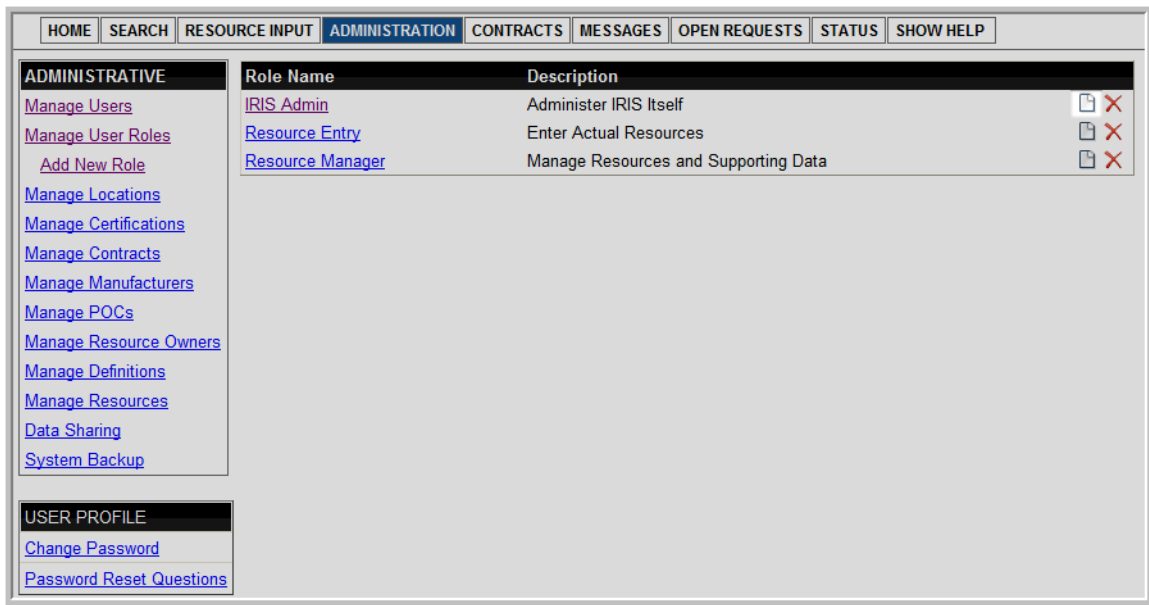 HOME SEARCH RESOURCE INPUT ADMINISTRATION CONTRACTS MESSAGES OPEN REQUESTS STATUS SHOW HELP
ADMINISTRATIVE
Manage Users
Manage User Roles
Add New Role
Manage Locations
Manage Certifications
Manage Contracts
Manage Manufacturers
Manage POCs
Manage Resource Owners
Manage Definitions
Manage Resources
Data Sharing
System Backup
USER PROFILE
Change Password
Password Reset Questions
Role Name Description
IRIS Admin Administer IRIS Itself
Resource Entry Enter Actual Resources
Resource Manager Manage Resources and Supporting Data